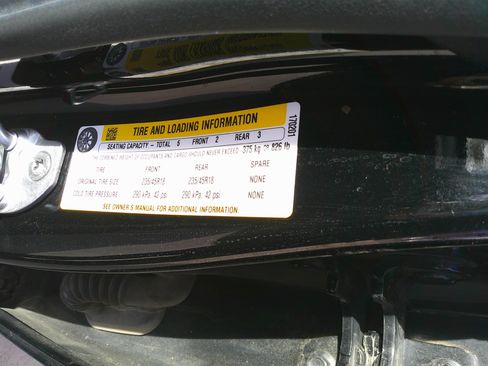 TIRE AND LOADING INFORMATION
SEATING CAPACITY - TOTAL 5 FRONT 2 REAR 3
THE COMBINED WEIGHT OF OCCUPANTS AND CARGO SHOULD NEVER EXCEED 375 kg OR 826 lb
TIRE FRONT REAR SPARE
ORIGINAL TIRE SIZE 235/45R18 235/45R18 NONE
COLD TIRE PRESSURE 290 kPa, 42 psi 290 kPa, 42 psi NONE
SEE OWNER'S MANUAL FOR ADDITIONAL INFORMATION.